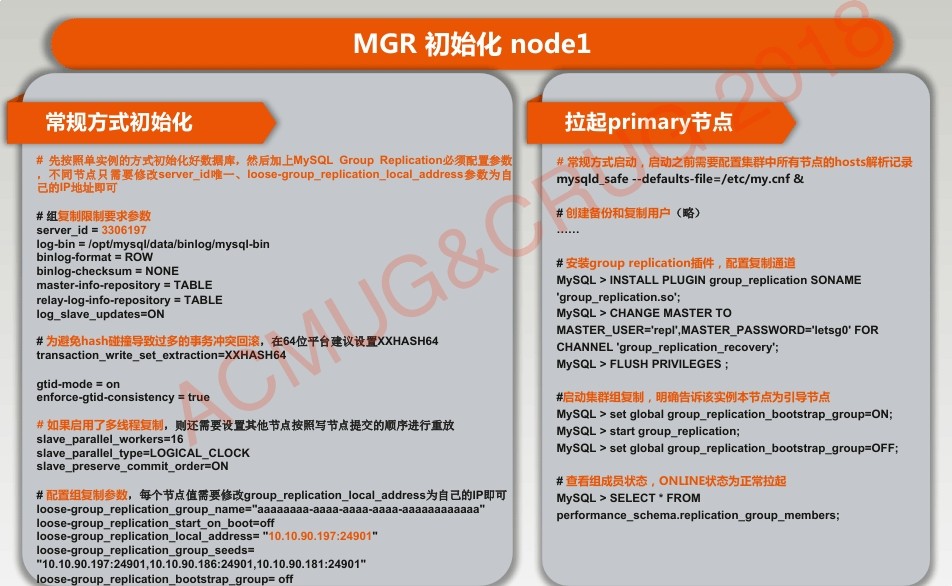 MGR 初始化 node1
常规方式初始化
# 先按照单实例的方式初始化好数据库，然后加上MySQL Group Replication必须配置参数
，不同节点只需要修改server_id唯一、loose-group_replication_local_address参数为自
己的IP地址即可
# 组复制限制要求参数
server_id = 3306197
log-bin = /opt/mysql/data/binlog/mysql-bin
binlog-format = ROW
binlog-checksum = NONE
master-info-repository = TABLE
relay-log-info-repository = TABLE
log_slave_updates=ON
# 为避免hash碰撞导致过多的事务冲突回滚，在64位平台建议设置XXHASH64
transaction_write_set_extraction=XXHASH64
gtid-mode = on
enforce-gtid-consistency = true
# 如果启用了多线程复制，则还需要设置其他节点按照写节点提交的顺序进行重放
slave_parallel_workers=16
slave_parallel_type=LOGICAL_CLOCK
slave_preserve_commit_order=ON
# 配置组复制参数，每个节点值需要修改group_replication_local_address为自己的IP即可
loose-group_replication_group_name="aaaaaaaa-aaaa-aaaa-aaaa-aaaaaaaaaaaa"
loose-group_replication_start_on_boot=off
loose-group_replication_local_address= "10.10.90.197:24901"
loose-group_replication_group_seeds=
"10.10.90.197:24901,10.10.90.186:24901,10.10.90.181:24901"
loose-group_replication_bootstrap_group= off
拉起primary节点
# 常规方式启动，启动之前需要配置集群中所有节点的hosts解析记录
mysqld_safe --defaults-file=/etc/my.cnf &
# 创建备份和复制用户（略）
……
# 安装group replication插件，配置复制通道
MySQL > INSTALL PLUGIN group_replication SONAME
'group_replication.so';
MySQL > CHANGE MASTER TO
MASTER_USER='repl',MASTER_PASSWORD='letsg0' FOR
CHANNEL 'group_replication_recovery';
MySQL > FLUSH PRIVILEGES ;
#启动集群组复制，明确告诉该实例本节点为引导节点
MySQL > set global group_replication_bootstrap_group=ON;
MySQL > start group_replication;
MySQL > set global group_replication_bootstrap_group=OFF;
# 查看组成员状态，ONLINE状态为正常拉起
MySQL > SELECT * FROM
performance_schema.replication_group_members;
ACMUG&CRUG 2018